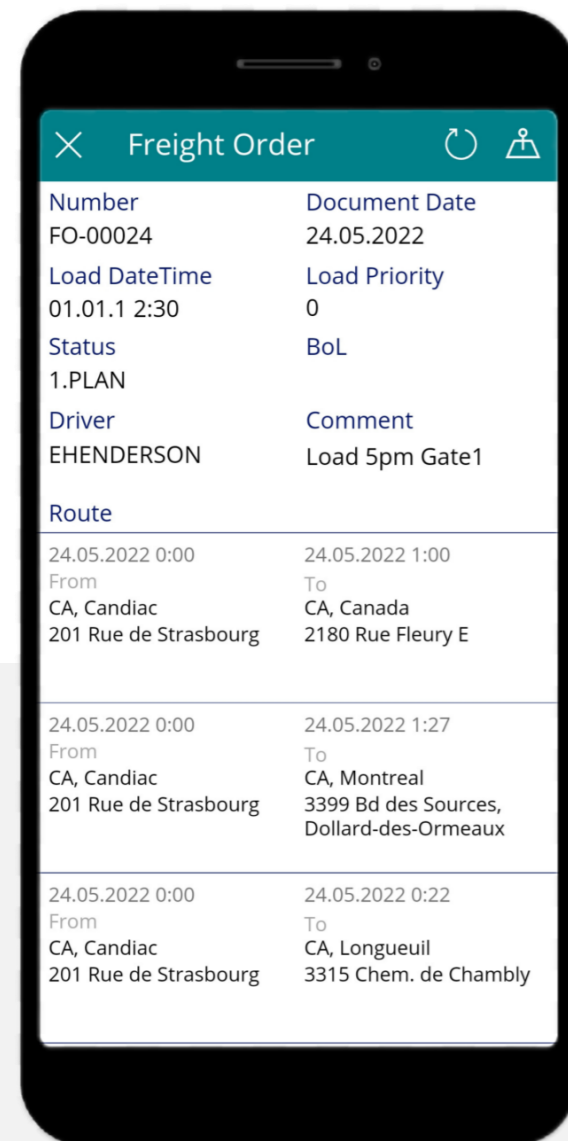 Freight Order
Number
Document Date
FO-00024
24.05.2022
Load DateTime
Load Priority
01.01.1 2:30
0
Status
BoL
1.PLAN
Driver
Comment
EHENDERSON
Load 5pm Gate1
Route
24.05.2022 0:00
24.05.2022 1:00
From
To
CA, Candiac
CA, Canada
201 Rue de Strasbourg
2180 Rue Fleury E
24.05.2022 0:00
24.05.2022 1:27
From
To
CA, Candiac
CA, Montreal
201 Rue de Strasbourg
3399 Bd des Sources,
Dollard-des-Ormeaux
24.05.2022 0:00
24.05.2022 0:22
From
To
CA, Candiac
CA, Longueuil
201 Rue de Strasbourg
3315 Chem. de Chambly